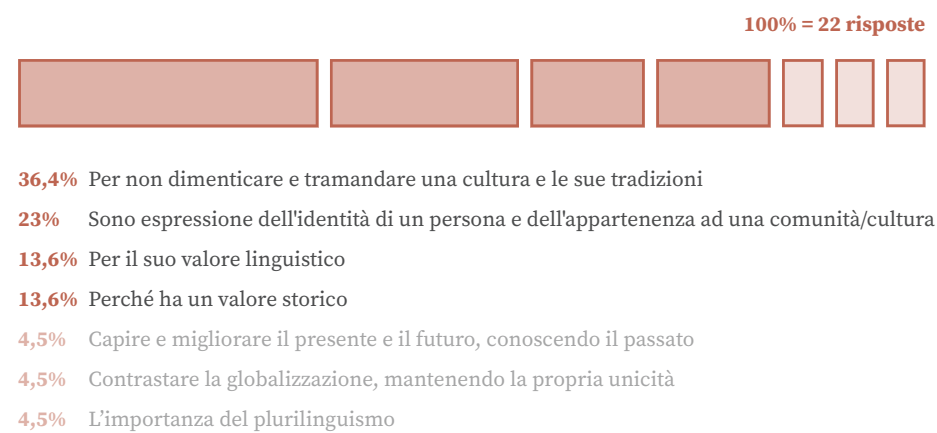 100% = 22 risposte
36,4% Per non dimenticare e tramandare una cultura e le sue tradizioni
23% Sono espressione dell'identità di un persona e dell'appartenenza ad una comunità/cultura
13,6% Per il suo valore linguistico
13,6% Perché ha un valore storico
4,5% Capire e migliorare il presente e il futuro, conoscendo il passato
4,5% Contrastare la globalizzazione, mantenendo la propria unicità
4,5% L’importanza del plurilinguismo